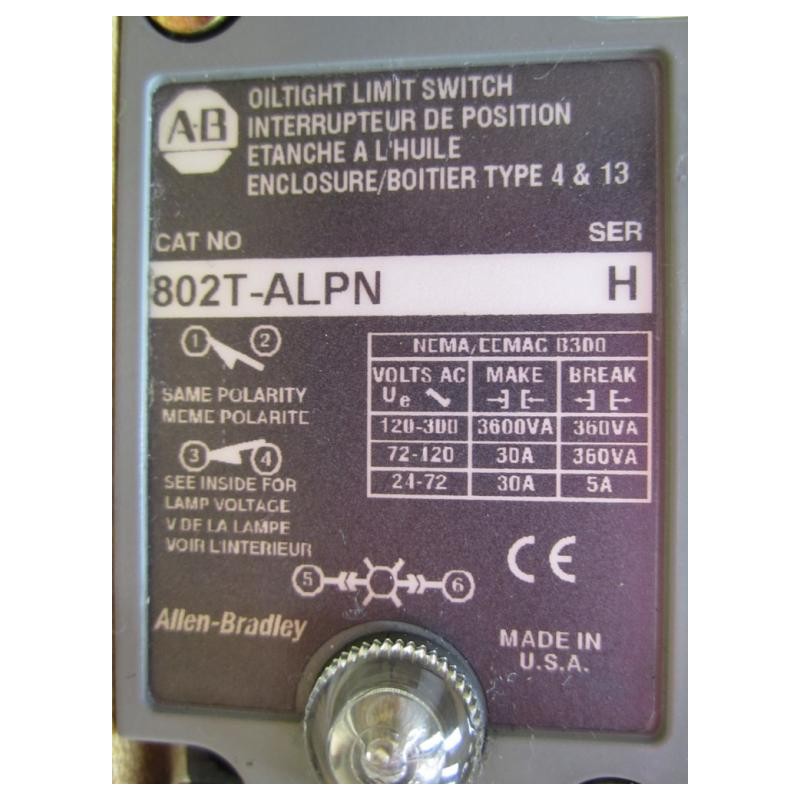 A-B
OILTIGHT LIMIT SWITCH
INTERRUPTEUR DE POSITION
ETANCHE A L'HUILE
ENCLOSURE/BOITIER TYPE 4 & 13
CAT NO SER
802T-ALPN H
1 2
SAME POLARITY
MEME POLARITE
3 4
SEE INSIDE FOR
LAMP VOLTAGE
V DE LA LAMPE
VOIR L'INTERIEUR
NEMA/EEMAC B300
VOLTS AC MAKE BREAK
Ue
120-300 3600VA 360VA
72-120 30A 360VA
24-72 30A 5A
5 6
CE
Allen-Bradley
MADE IN
U.S.A.